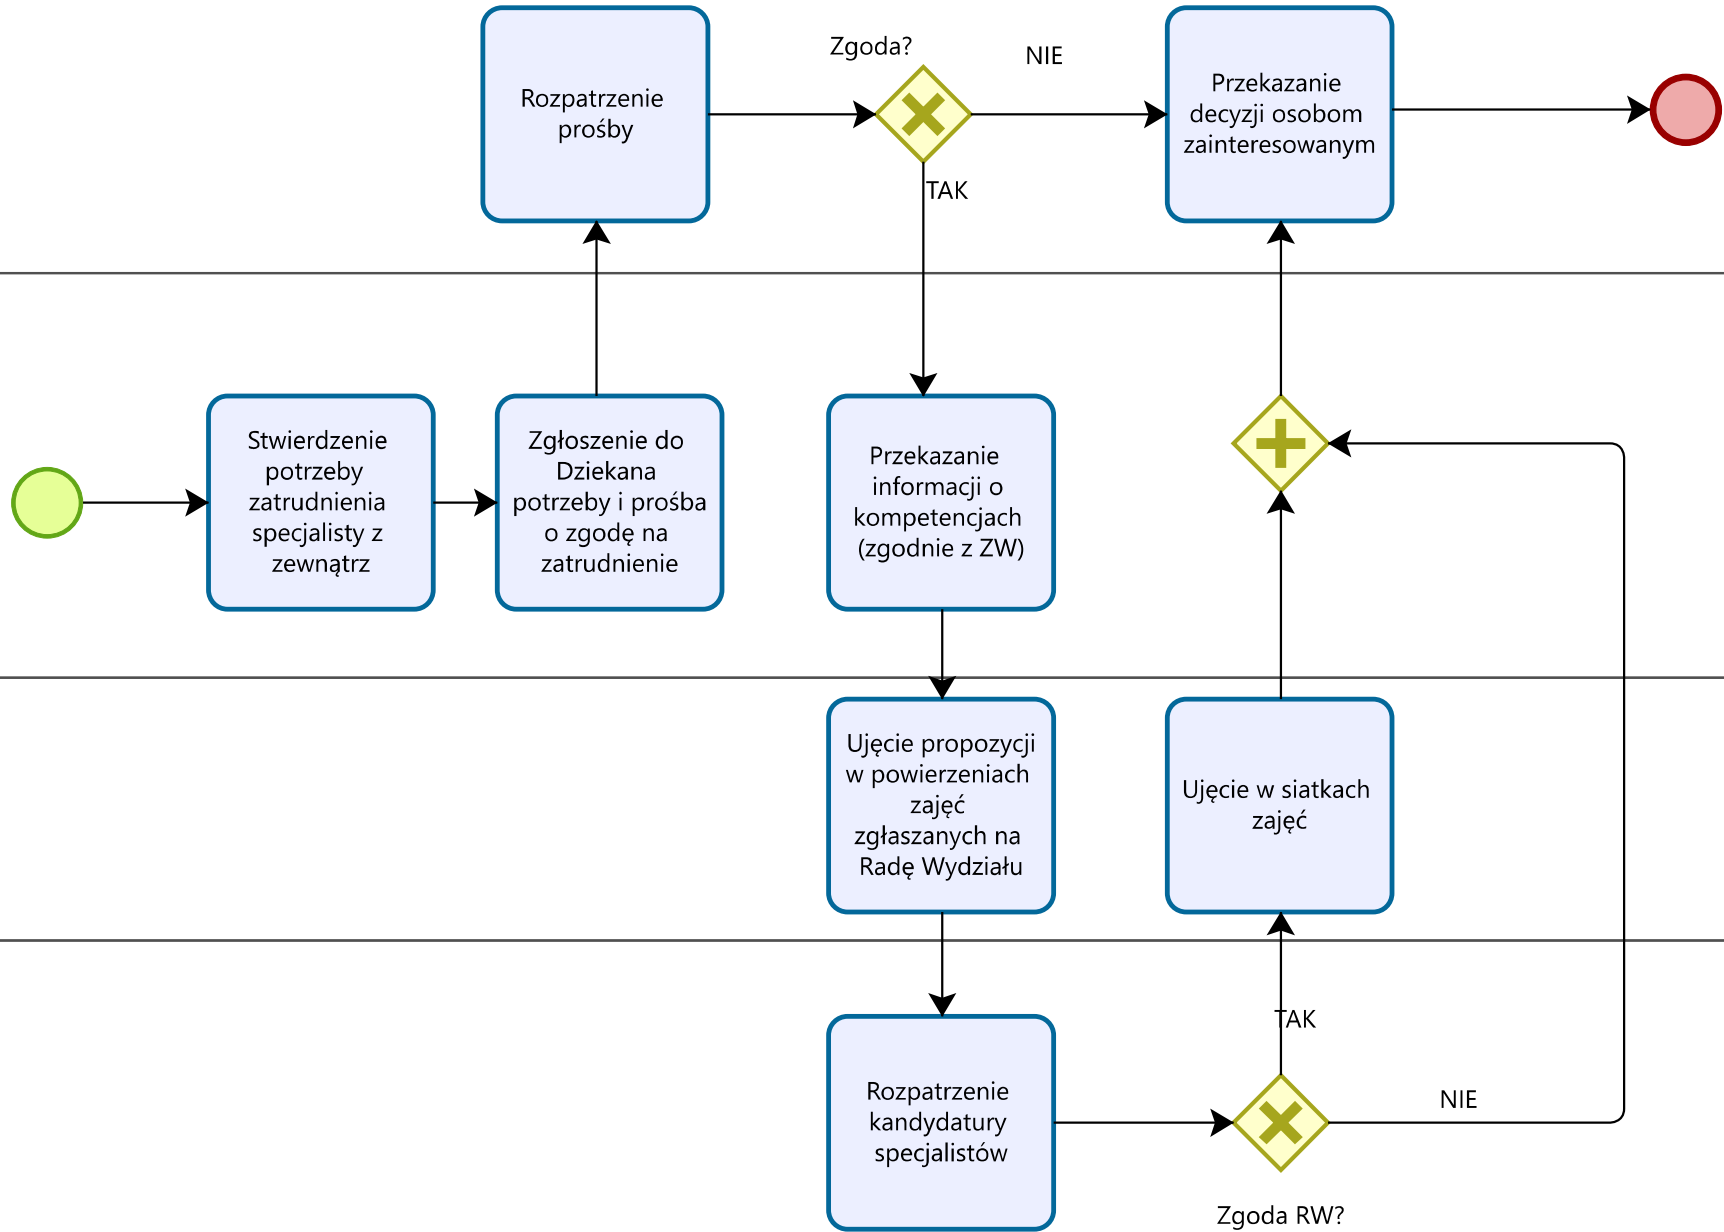 Zgoda?
NIE
Rozpatrzenie
prośby
Przekazanie
decyzji osobom
zainteresowanym
TAK
Stwierdzenie
potrzeby
zatrudnienia
specjalisty z
zewnątrz
Zgłoszenie do
Dziekana
potrzeby i prośba
o zgodę na
zatrudnienie
Przekazanie
informacji o
kompetencjach
(zgodnie z ZW)
Ujęcie propozycji
w powierzeniach
zajęć
zgłaszanych na
Radę Wydziału
Ujęcie w siatkach
zajęć
TAK
Rozpatrzenie
kandydatury
specjalistów
NIE
Zgoda RW?